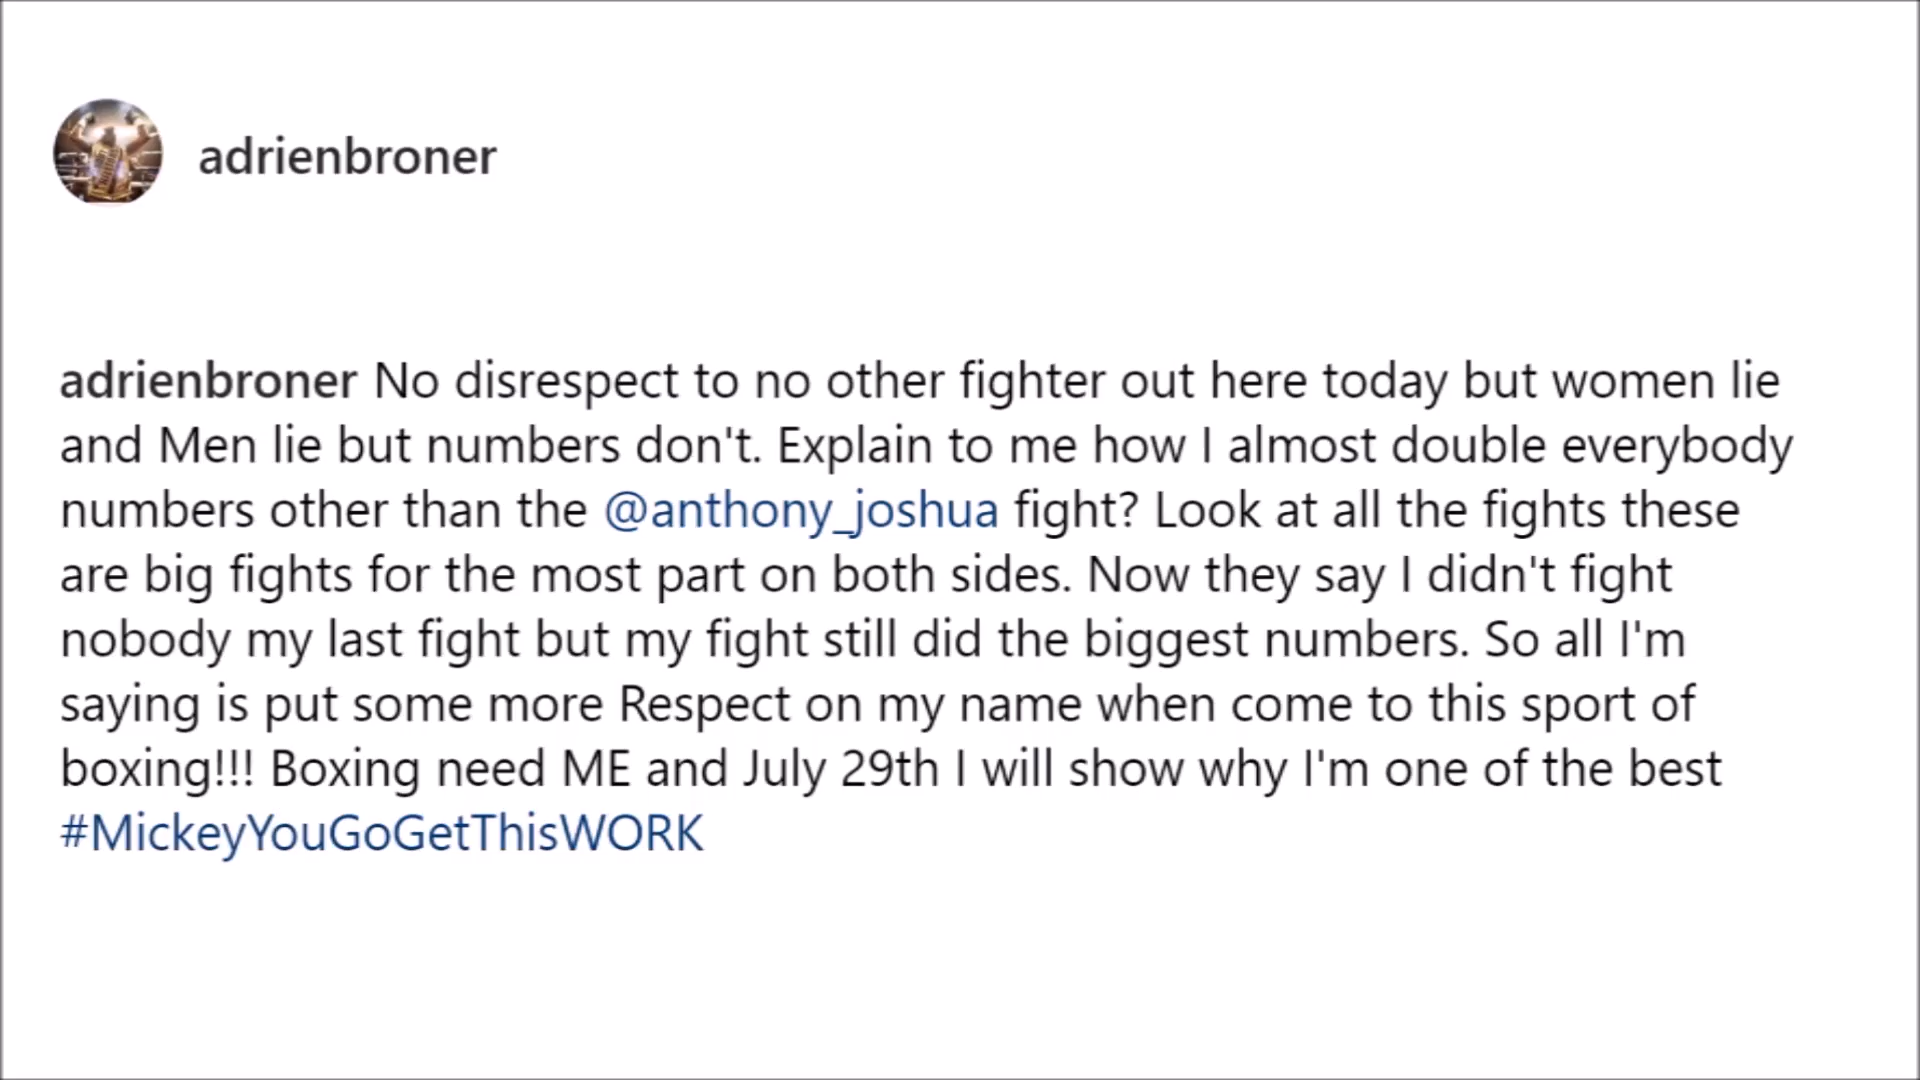 adrienbroner
adrienbroner No disrespect to no other fighter out here today but women lie
and Men lie but numbers don't. Explain to me how I almost double everybody
numbers other than the @anthony_joshua fight? Look at all the fights these
are big fights for the most part on both sides. Now they say I didn't fight
nobody my last fight but my fight still did the biggest numbers. So all I'm
saying is put some more Respect on my name when come to this sport of
boxing!!! Boxing need ME and July 29th I will show why I'm one of the best
#MickeyYouGoGetThisWORK